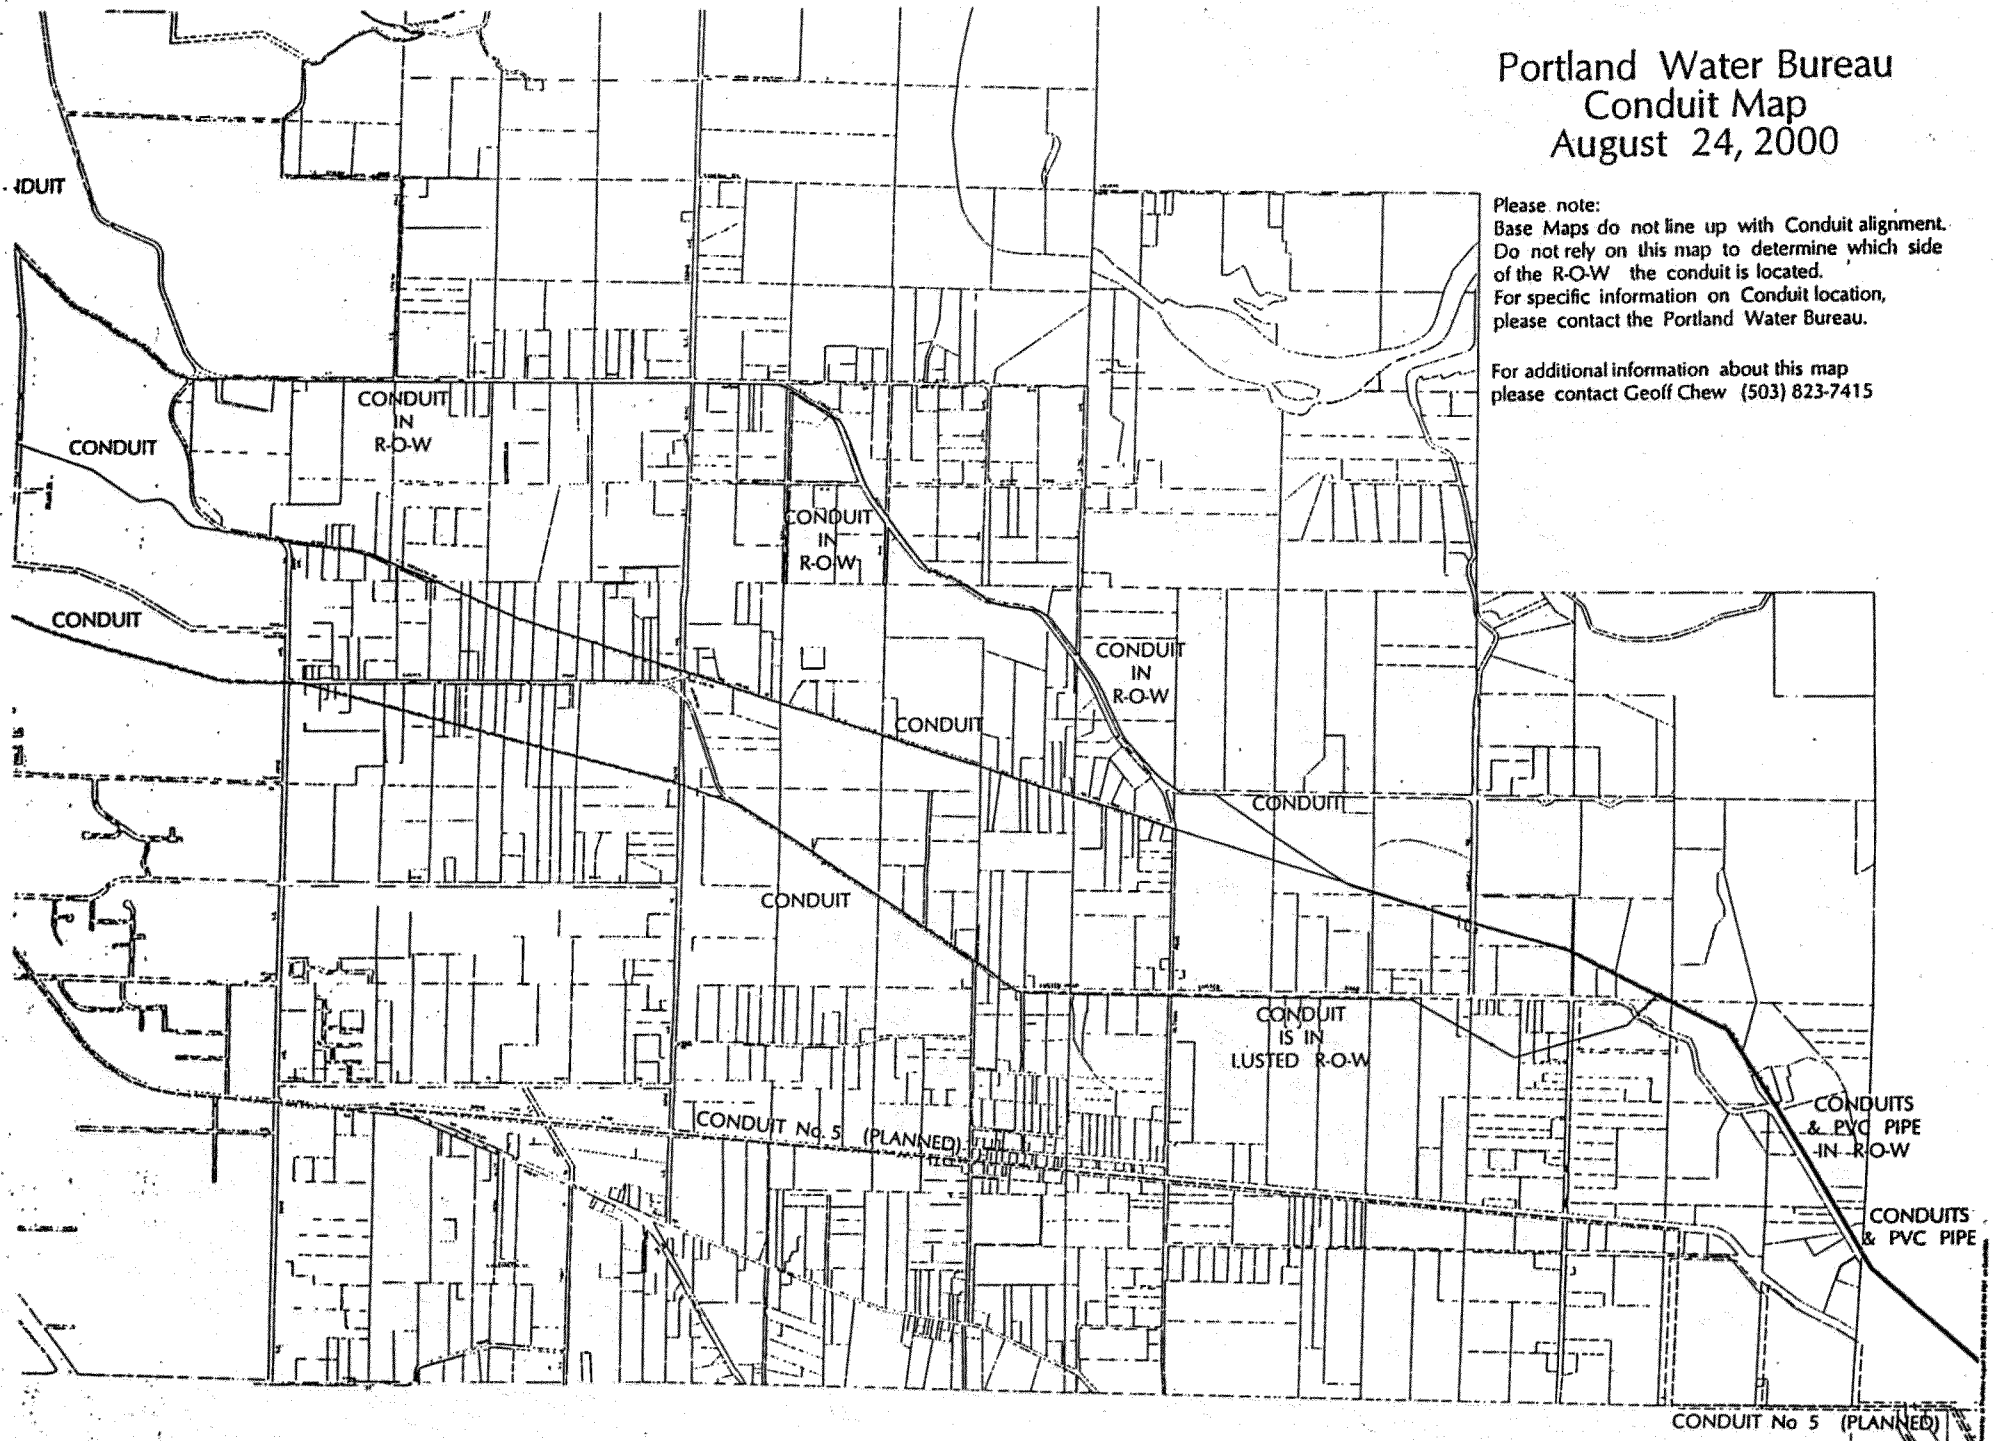 Portland Water Bureau
Conduit Map
August 24, 2000
Please note:
Base Maps do not line up with Conduit alignment.
Do not rely on this map to determine which side
of the R-O-W the conduit is located.
For specific information on Conduit location,
please contact the Portland Water Bureau.
For additional information about this map
please contact Geoff Chew (503) 823-7415
IDUIT
CONDUIT
IN
R-O-W
CONDUIT
CONDUIT
IN
R-O-W
CONDUIT
CONDUIT
IN
R-O-W
CONDUIT
CONDUIT
CONDUIT
CONDUIT
IS IN
LUSTED R-O-W
CONDUIT No. 5 (PLANNED)
CONDUITS
& PVC PIPE
IN R-O-W
CONDUITS
& PVC PIPE
CONDUIT No 5 (PLANNED)